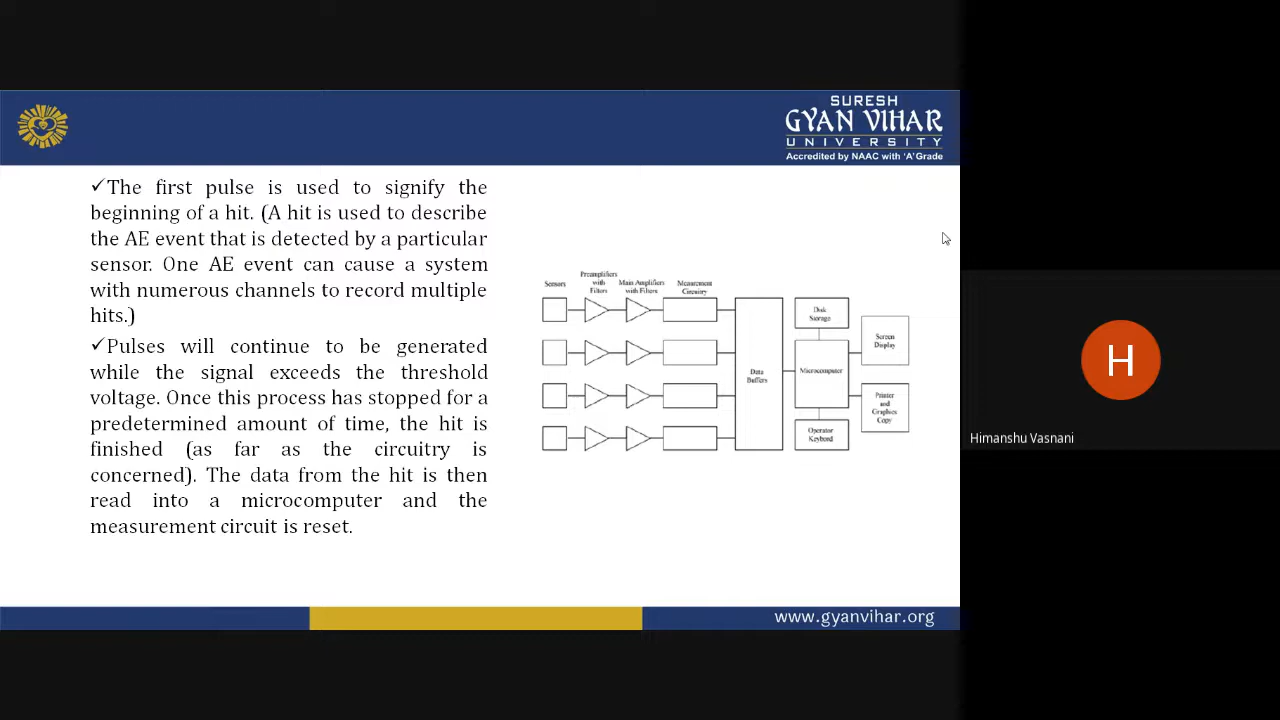 SURESH
GYAN VIHAR
UNIVERSITY
Accredited by NAAC with 'A' Grade
✓The first pulse is used to signify the
beginning of a hit. (A hit is used to describe
the AE event that is detected by a particular
sensor. One AE event can cause a system
with numerous channels to record multiple
hits.)
✓Pulses will continue to be generated
while the signal exceeds the threshold
voltage. Once this process has stopped for a
predetermined amount of time, the hit is
finished (as far as the circuitry is
concerned). The data from the hit is then
read into a microcomputer and the
measurement circuit is reset.
Sensors
Preamplifiers
with
Filters
Main Amplifiers
with Filters
Measurement
Circuitry
Data
Buffers
Disk
Storage
Microcomputer
Operator
Keybord
Screen
Display
Printer
and
Graphics
Copy
H
Himanshu Vasnani
www.gyanvihar.org